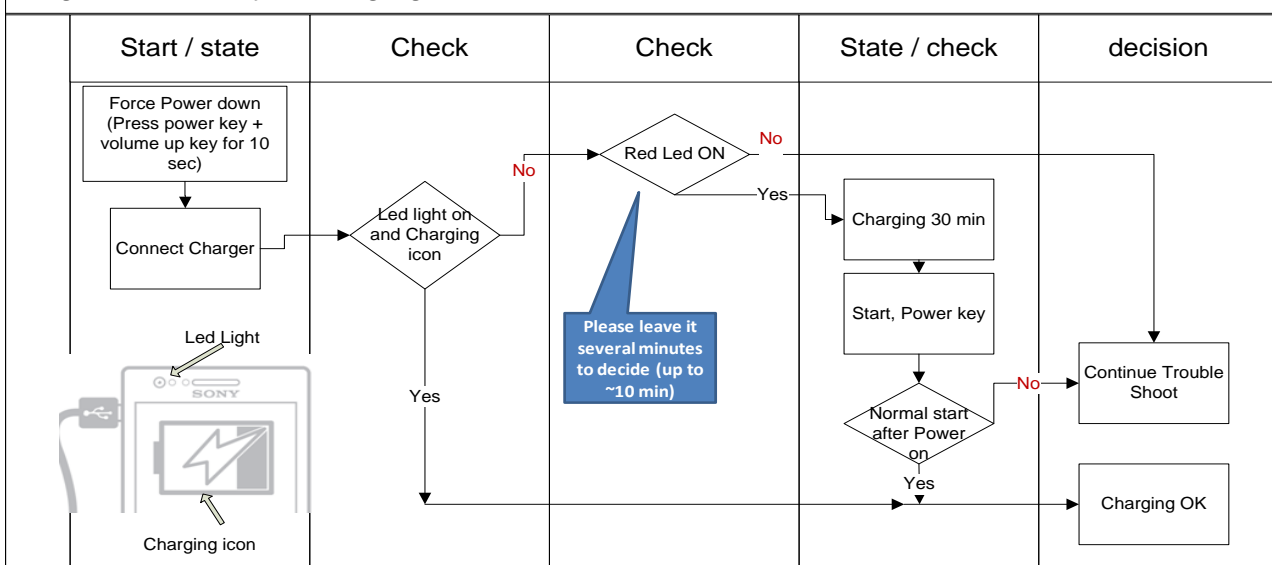 Start / state
Check
Check
State / check
decision
Force Power down
(Press power key +
volume up key for 10
sec)
Connect Charger
Led light on
and Charging
icon
No
Yes
Red Led ON
No
Yes
Please leave it
several minutes
to decide (up to
~10 min)
Charging 30 min
Start, Power key
Normal start
after Power
on
No
Yes
Continue Trouble
Shoot
Charging OK
Led Light
SONY
Charging icon